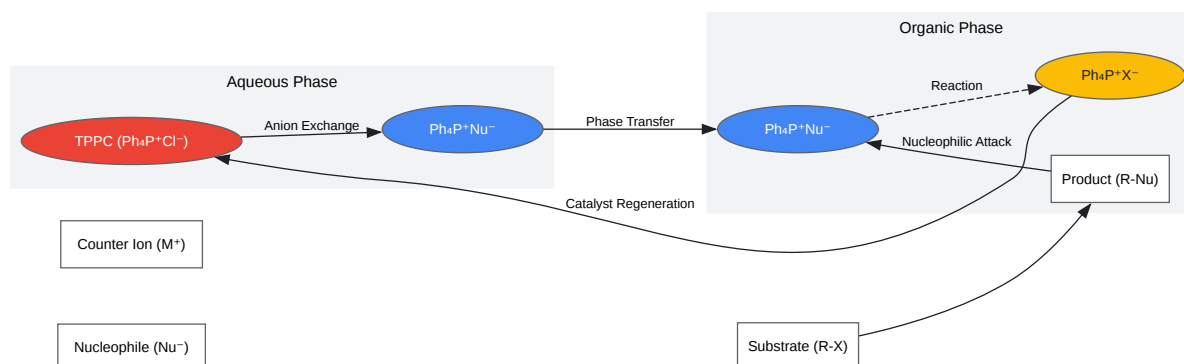 Organic Phase
Aqueous Phase
Ph₄P⁺X⁻
Reaction
TPPC (Ph₄P⁺Cl⁻)
Anion Exchange
Ph₄P⁺Nu⁻
Phase Transfer
Ph₄P⁺Nu⁻
Nucleophilic Attack
Product (R-Nu)
Catalyst Regeneration
Counter Ion (M⁺)
Nucleophile (Nu⁻)
Substrate (R-X)